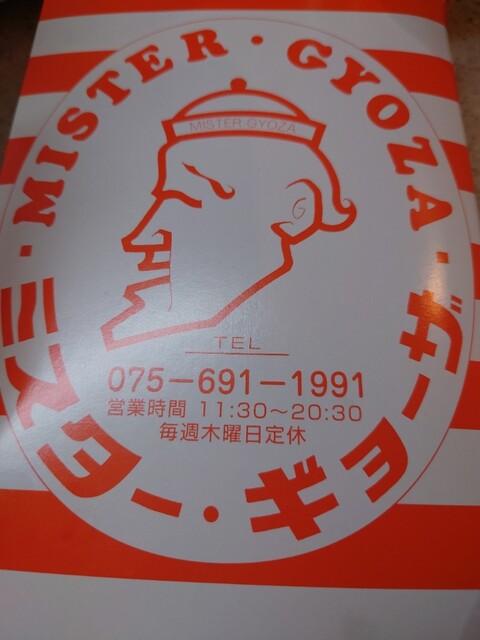 ・MISTER・GYOZA・
MISTER GYOZA
TEL
075-691-1991
営業時間 11:30～20:30
毎週木曜日定休
ミスター・ギョーザ